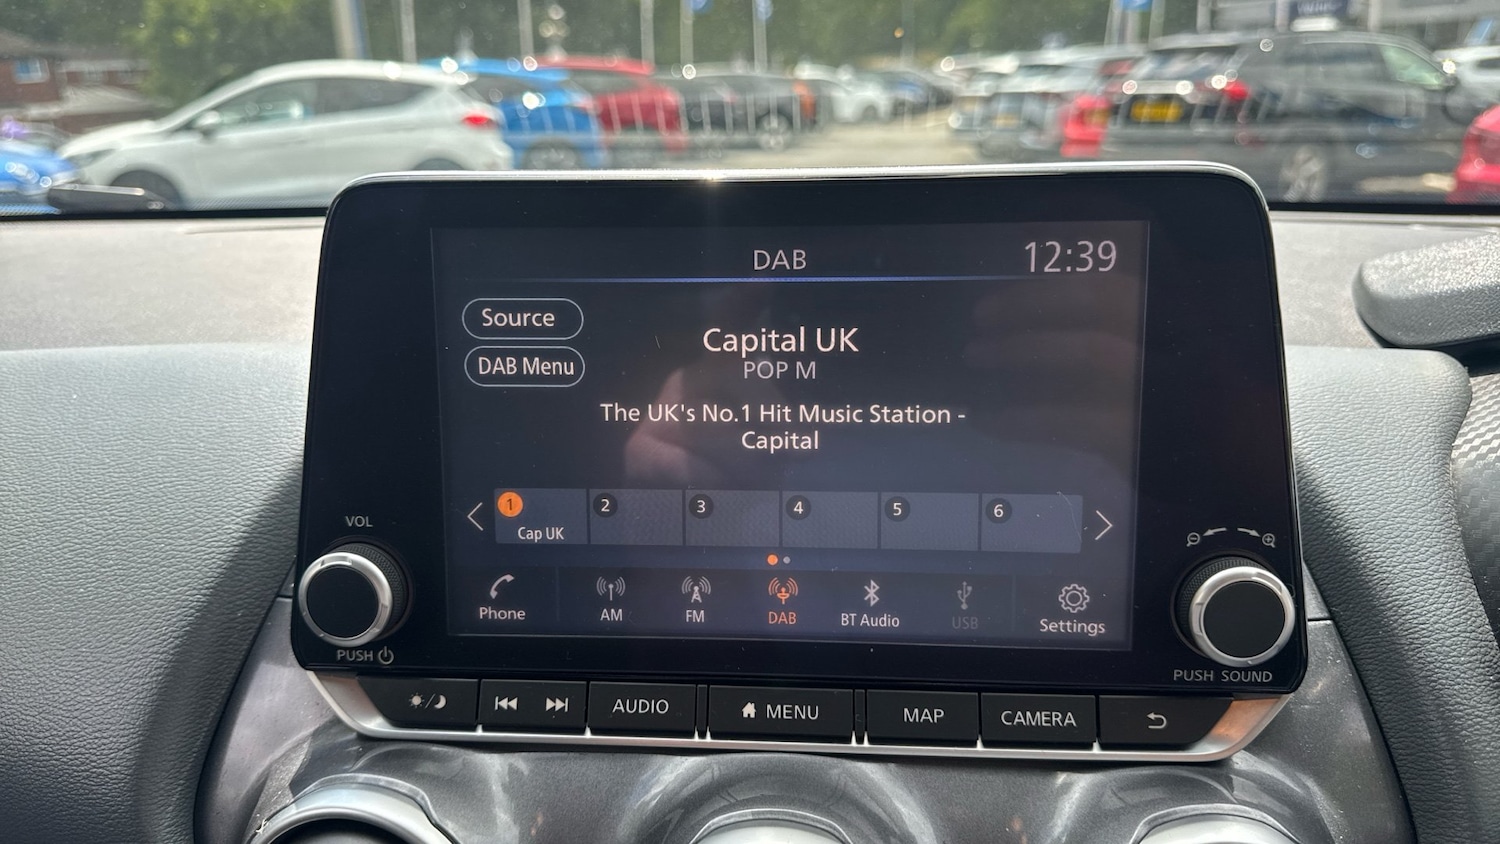 DAB
12:39
Source
DAB Menu
Capital UK
POP M
The UK's No.1 Hit Music Station -
Capital
1
Cap UK
2
3
4
5
6
VOL
PUSH
Phone
AM
FM
DAB
BT Audio
USB
Settings
PUSH SOUND
AUDIO
MENU
MAP
CAMERA